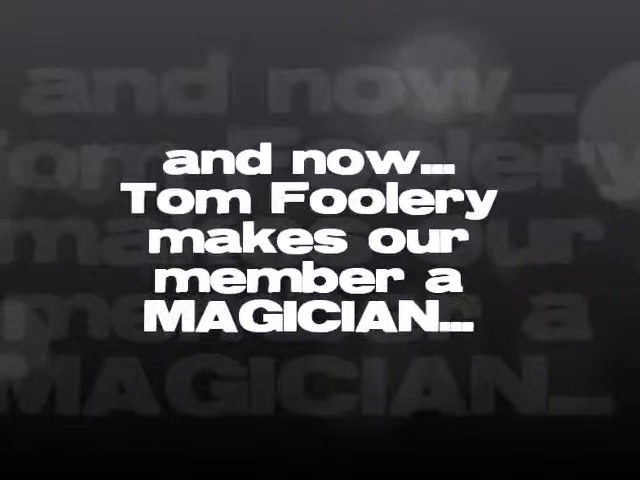 and now...
Tom Foolery
makes our
member a
MAGICIAN...